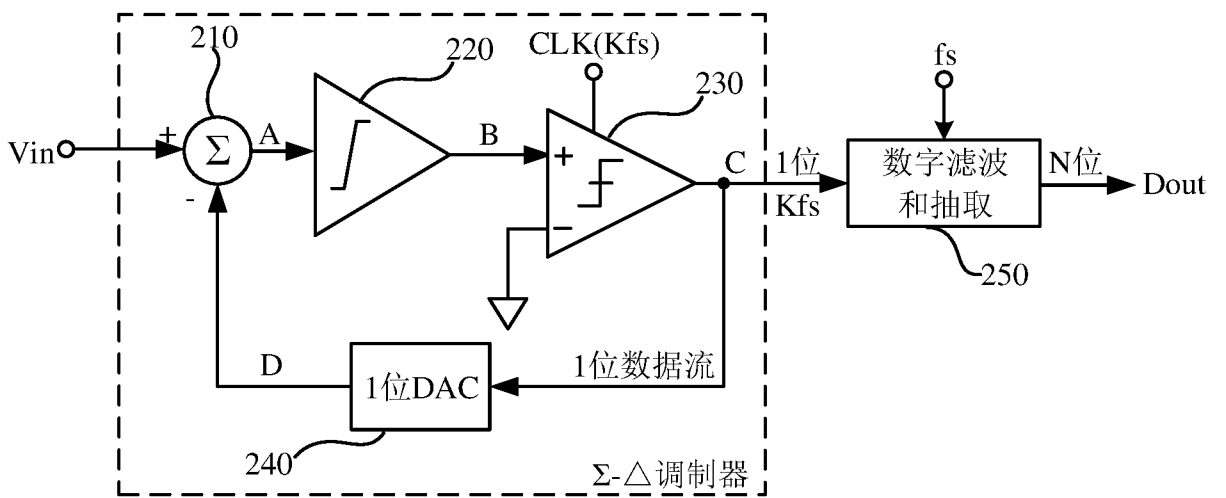 210
220
CLK(Kfs)
230
fs
Vin
+
Σ
-
A
B
+
-
C
1位
Kfs
数字滤波
和抽取
N位
Dout
250
D
1位DAC
1位数据流
240
Σ-△调制器